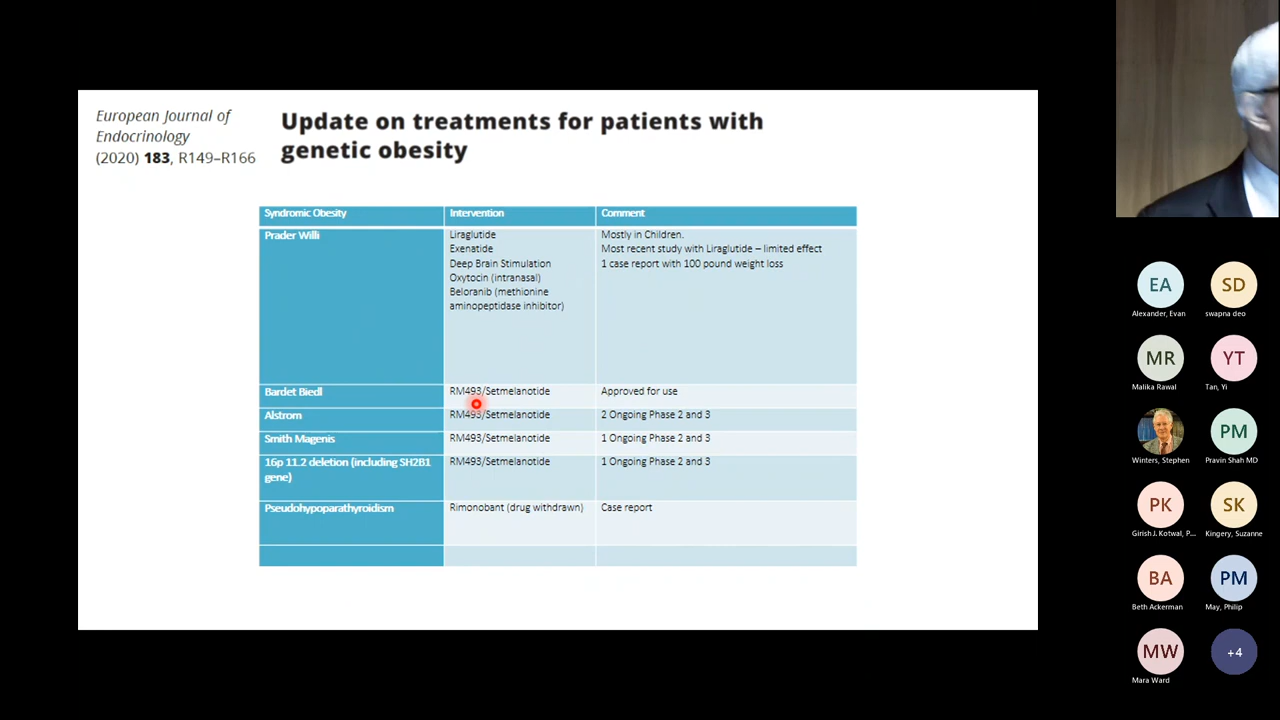 European Journal of
Endocrinology
(2020) 183, R149–R166
Update on treatments for patients with
genetic obesity
Syndromic Obesity Intervention Comment
Prader Willi Liraglutide Mostly in Children.
Exenatide Most recent study with Liraglutide – limited effect
Deep Brain Stimulation 1 case report with 100 pound weight loss
Oxytocin (intranasal)
Beloranib (methionine
aminopeptidase inhibitor)
Bardet Biedl RM493/Setmelanotide Approved for use
Alstrom RM493/Setmelanotide 2 Ongoing Phase 2 and 3
Smith Magenis RM493/Setmelanotide 1 Ongoing Phase 2 and 3
16p 11.2 deletion (including SH2B1 RM493/Setmelanotide 1 Ongoing Phase 2 and 3
gene)
Pseudohypoparathyroidism Rimonobant (drug withdrawn) Case report
EA SD
Alexander, Evan swapna deo
MR YT
Malika Rawal Tan, Yi
PM
Winters, Stephen Pravin Shah MD
PK SK
Girish J. Kotwal, P... Kingery, Suzanne
BA PM
Beth Ackerman May, Philip
MW +4
Mara Ward